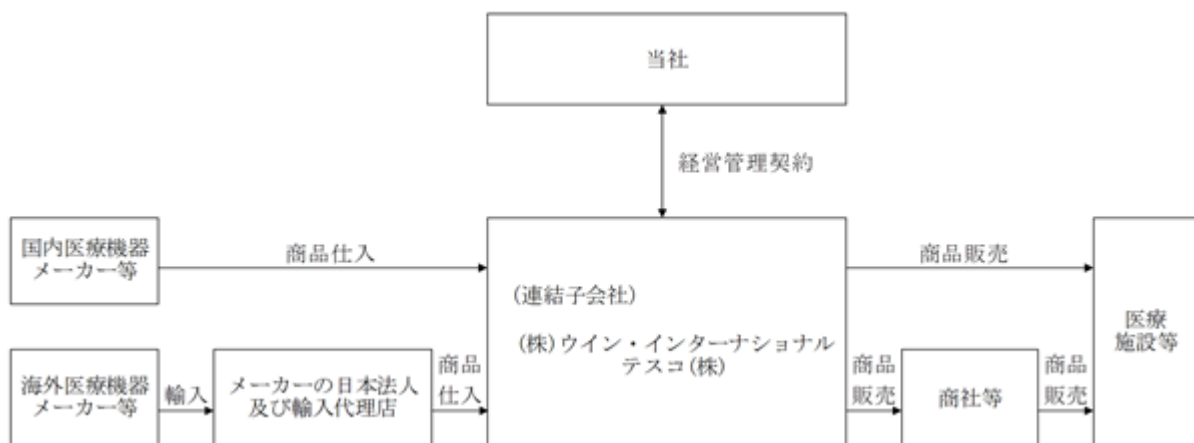 当社
経営管理契約
国内医療機器
メーカー等
商品仕入
(連結子会社)
(株)ウイン・インターナショナル
テスコ(株)
商品販売
医療
施設等
海外医療機器
メーカー等
輸入
メーカーの日本法人
及び輸入代理店
商品
仕入
商品
販売
商社等
商品
販売